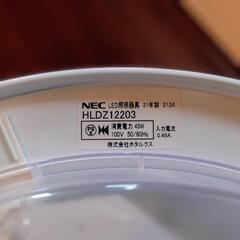 NEC LED照明器具 21年製 21.04
HLDZ12203
消費電力 45W 入力電流
100V 50/60Hz 0.46A
株式会社ホタルクス